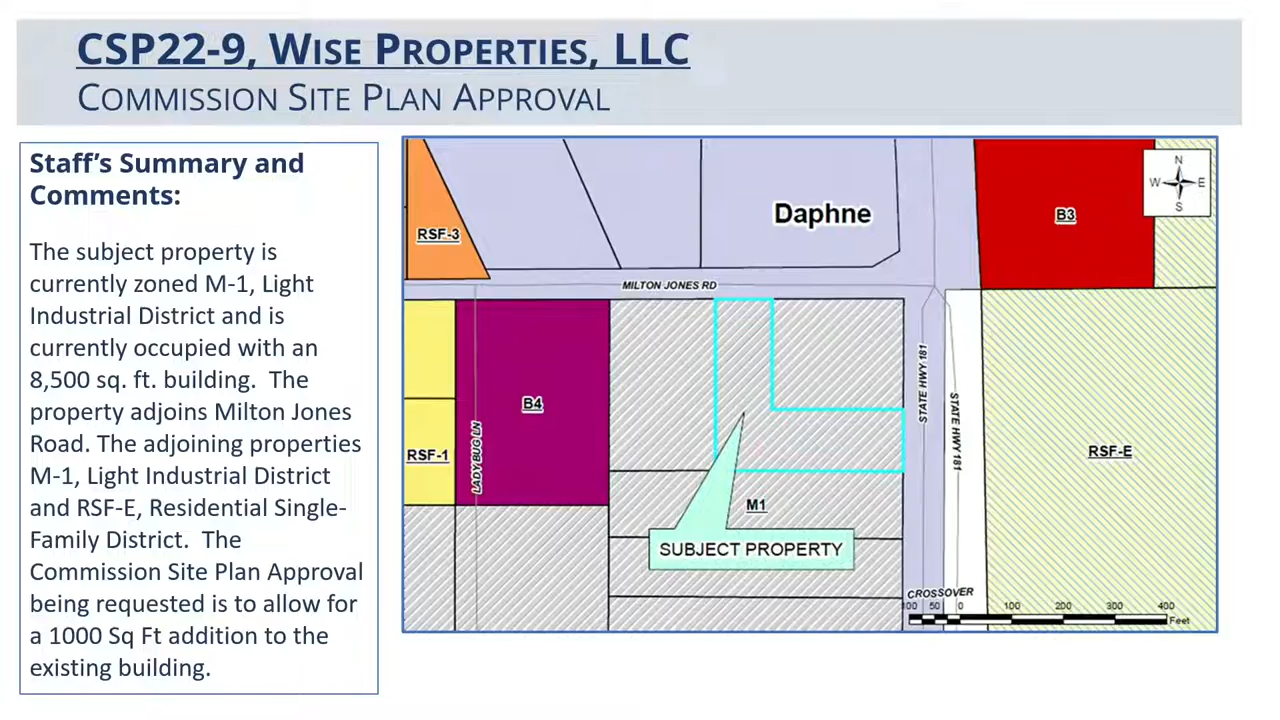 CSP22-9, WISE PROPERTIES, LLC
COMMISSION SITE PLAN APPROVAL
Staff’s Summary and
Comments:
The subject property is
currently zoned M-1, Light
Industrial District and is
currently occupied with an
8,500 sq. ft. building. The
property adjoins Milton Jones
Road. The adjoining properties
M-1, Light Industrial District
and RSF-E, Residential Single-
Family District. The
Commission Site Plan Approval
being requested is to allow for
a 1000 Sq Ft addition to the
existing building.
N
W E
S
Daphne
B3
RSF-3
MILTON JONES RD
B4
STATE HWY 181
STATE HWY 181
LADYBUG LN
RSF-1
RSF-E
M1
SUBJECT PROPERTY
CROSSOVER
100 50 0 100 200 300 400
Feet